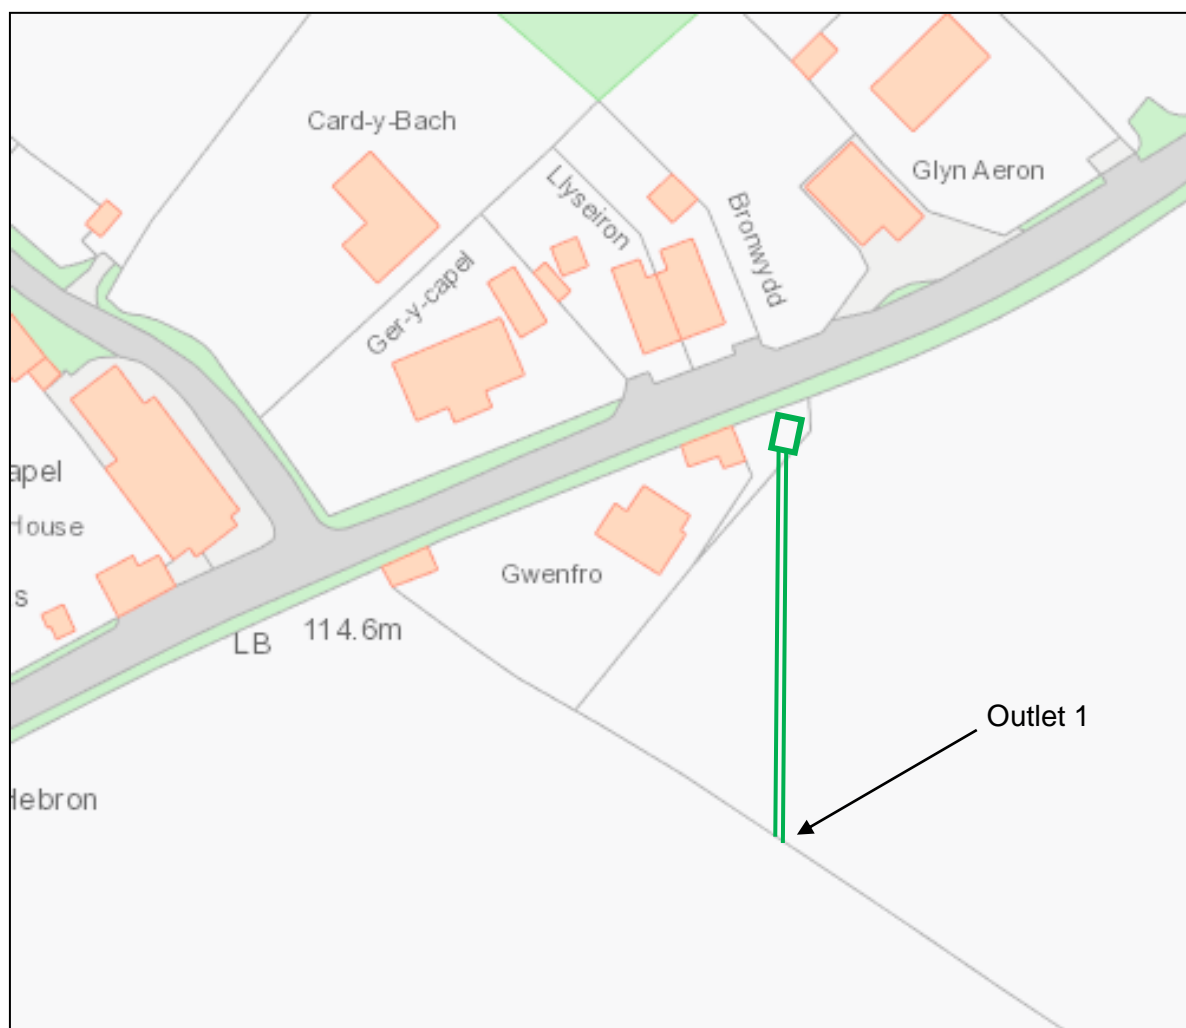 Card-y-Bach
Glyn Aeron
Llyseiron
Bronwydd
Ger-y-capel
apel
House
Gwenfro
s
LB 114.6m
Outlet 1
Hebron